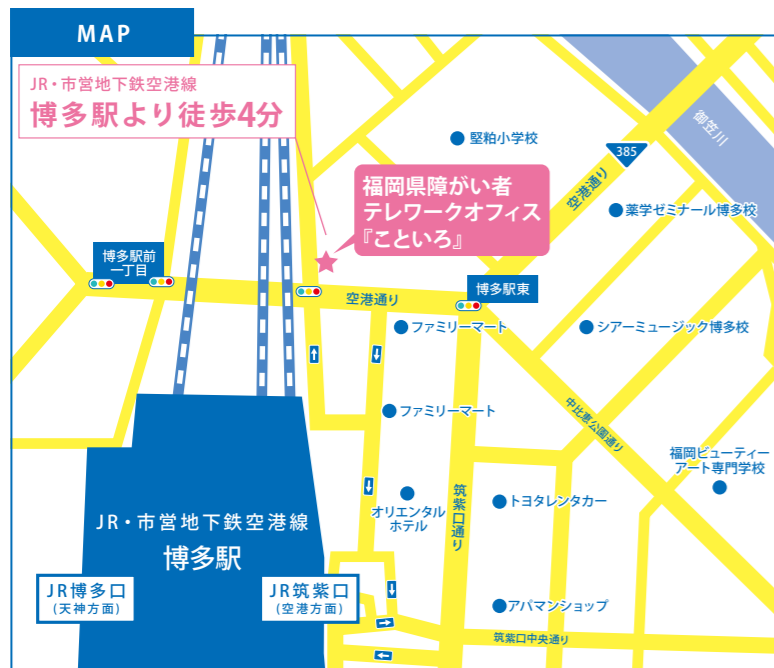 MAP
JR・市営地下鉄空港線
博多駅より徒歩4分
堅粕小学校
御笠川
385
空港通り
福岡県障がい者
テレワークオフィス
『こといろ』
薬学ゼミナール博多校
博多駅前
一丁目
空港通り
博多駅東
ファミリーマート
シアーミュージック博多校
ファミリーマート
中比恵公園通り
福岡ビューティー
アート専門学校
オリエンタル
ホテル
筑紫口通り
トヨタレンタカー
JR・市営地下鉄空港線
博多駅
JR博多口
(天神方面)
JR筑紫口
(空港方面)
アパマンショップ
筑紫口中央通り